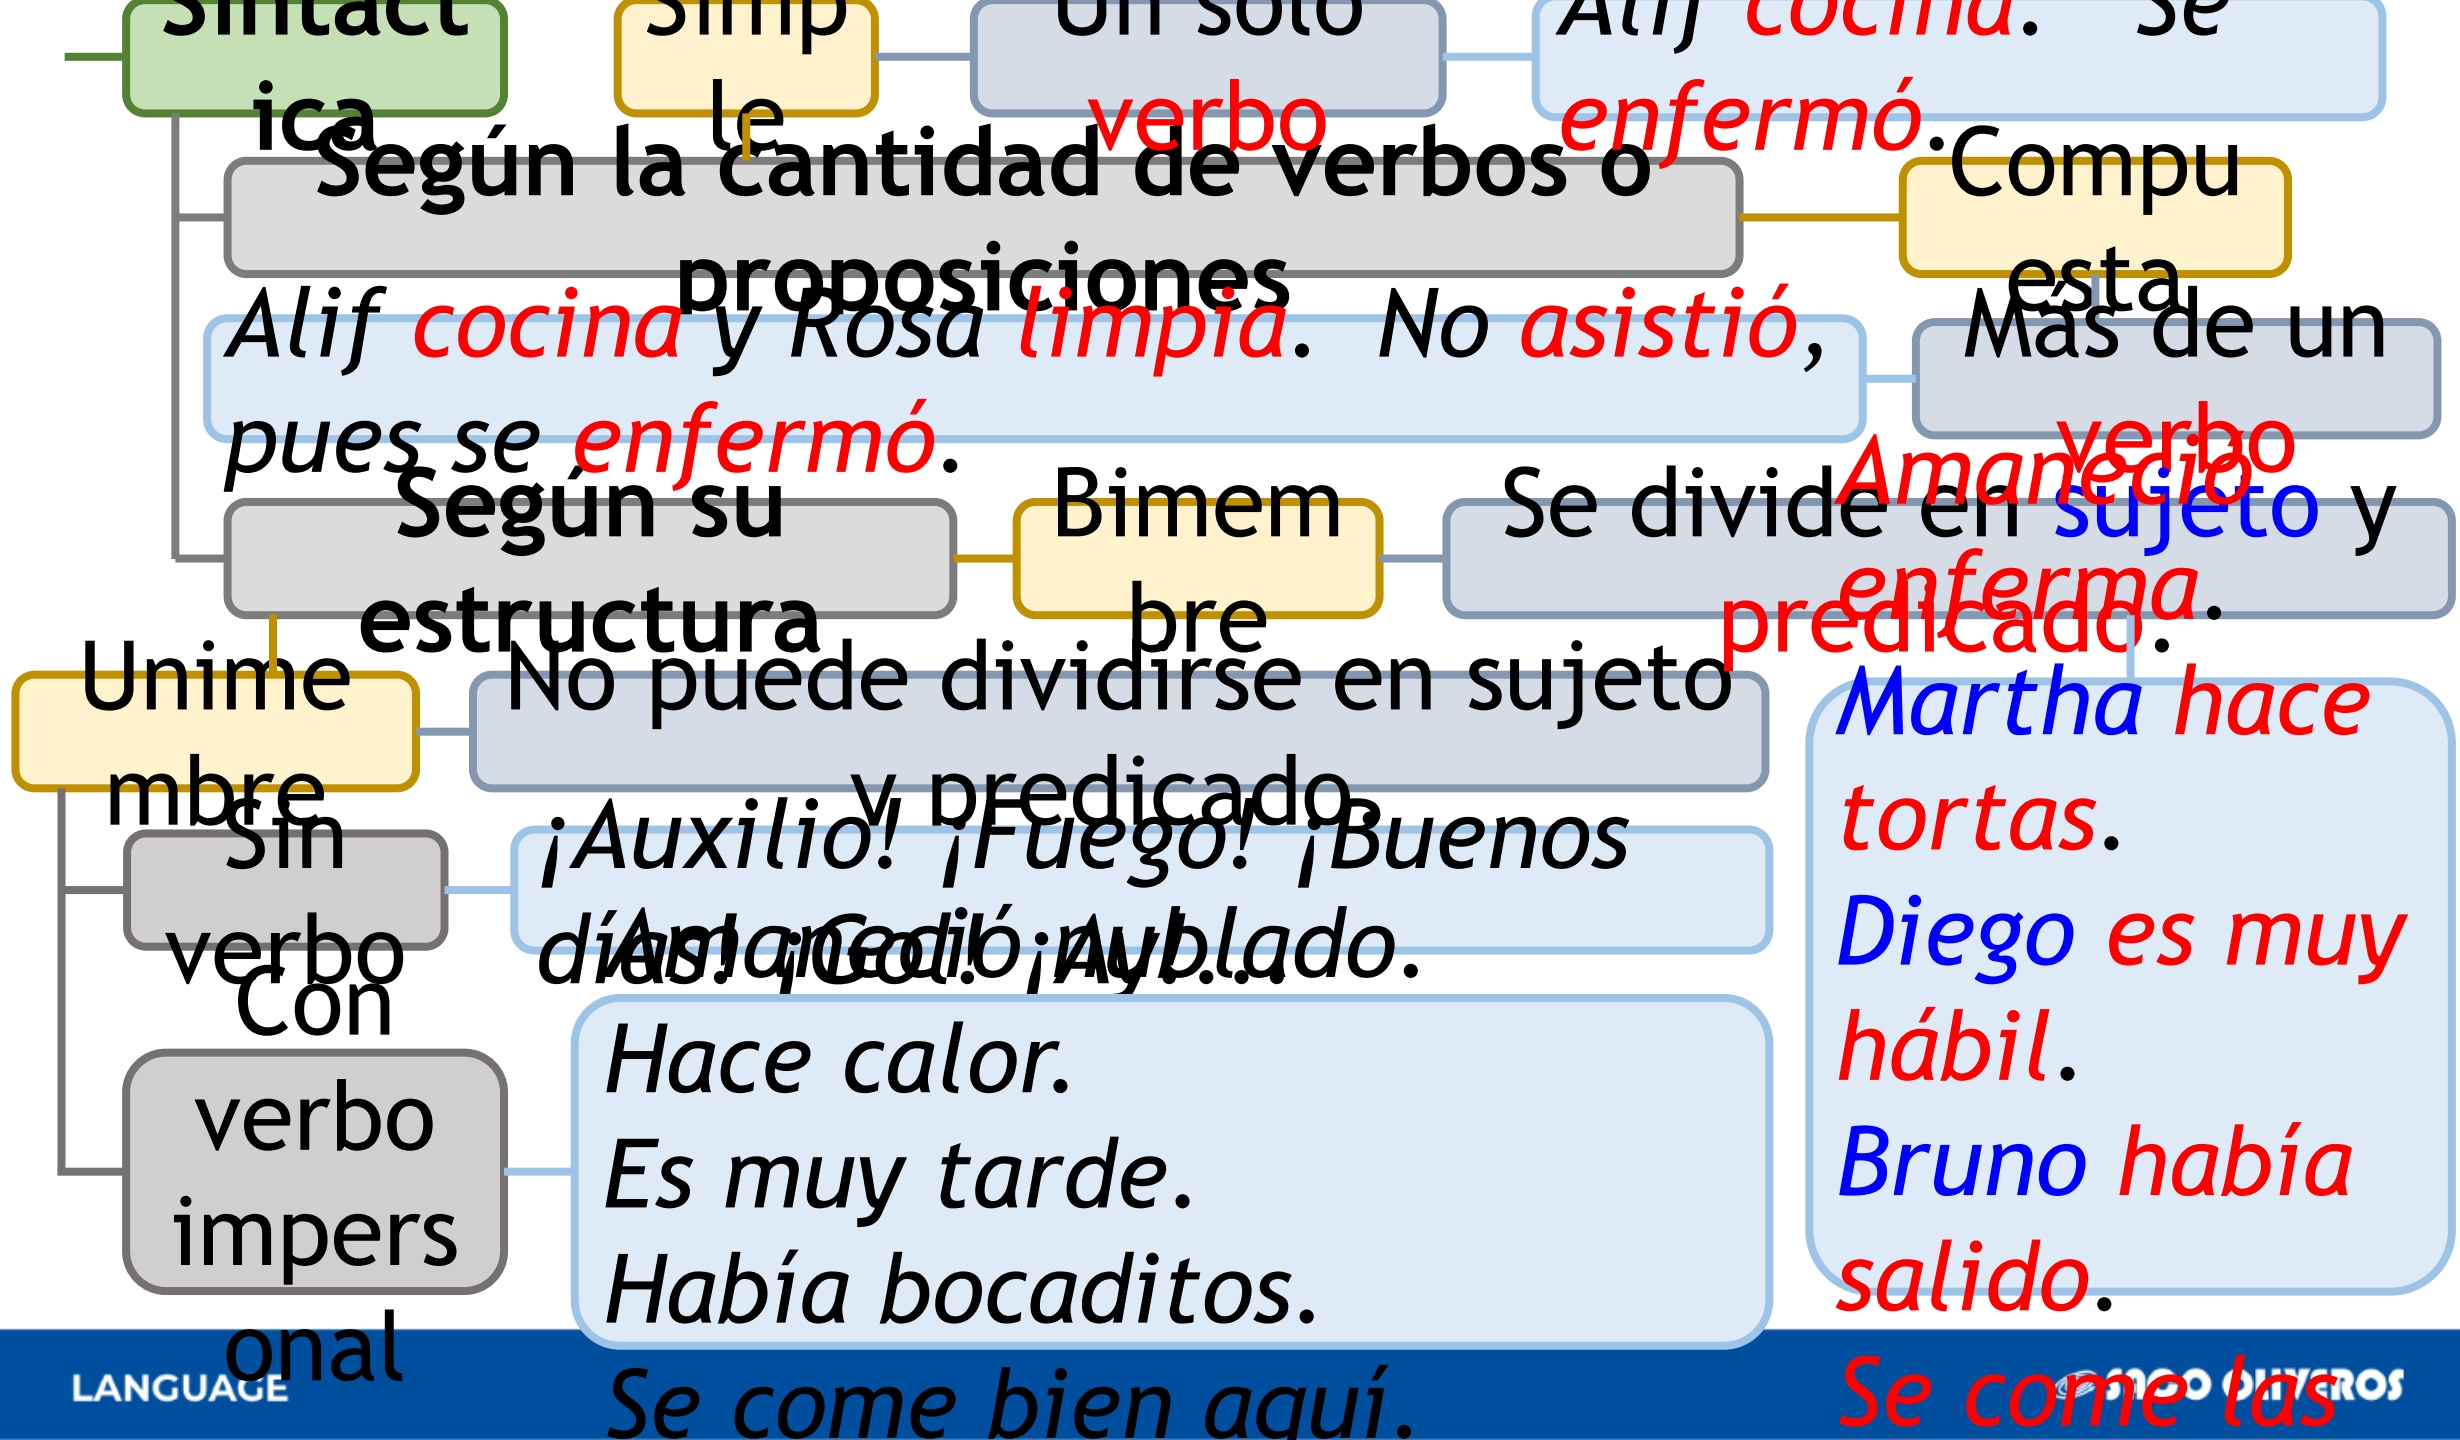 Sintáct
ica
Simp
le
Un solo
verbo
Alif cocina. Se
enfermó.
Según la cantidad de verbos o
proposiciones
Compu
esta
Alif cocina y Rosa limpia. No asistió,
pues se enfermó.
Más de un
verbo
Según su
estructura
Bimem
bre
Se divide en sujeto y
predicado.
Unime
mbre
No puede dividirse en sujeto
y predicado.
Sin
verbo
¡Auxilio! ¡Fuego! ¡Buenos
días! ¡Gol! ¡Ay!...
Con
verbo
impers
onal
Amaneció nublado.
Hace calor.
Es muy tarde.
Había bocaditos.
Se come bien aquí.
Amaneció
enferma.
Martha hace
tortas.
Diego es muy
hábil.
Bruno había
salido.
Se come las
LANGUAGE
SACO OLIVEROS